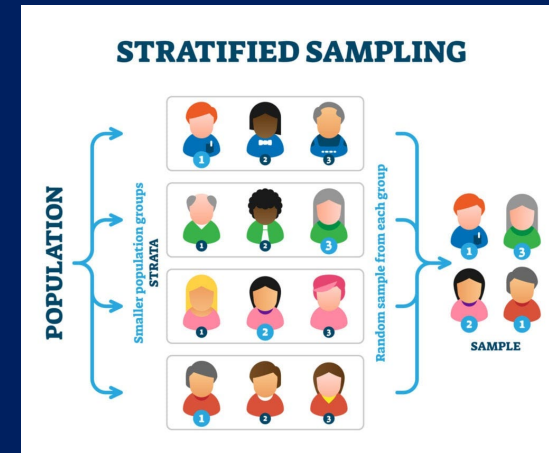 STRATIFIED SAMPLING
POPULATION
Smaller population groups
STRATA
1 2 3
1 2 3
1 2 3
1 2 3
Random sample from each group
1 3
2 1
SAMPLE